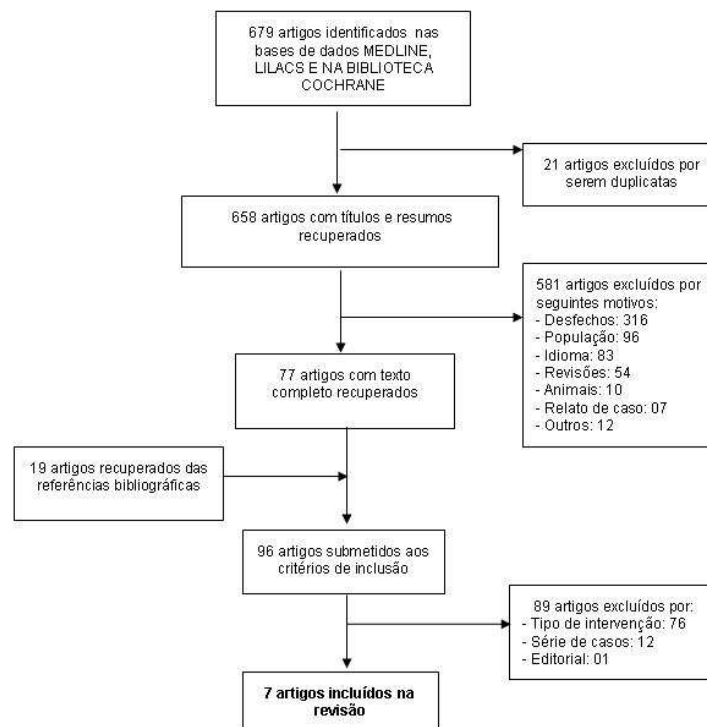 679 artigos identificados nas
bases de dados MEDLINE,
LILACS E NA BIBLIOTECA
COCHRANE
21 artigos excluídos por
serem duplicatas
658 artigos com títulos e resumos
recuperados
581 artigos excluídos por
seguintes motivos:
- Desfechos: 316
- População: 96
- Idioma: 83
- Revisões: 54
- Animais: 10
- Relato de caso: 07
- Outros: 12
77 artigos com texto
completo recuperados
19 artigos recuperados das
referências bibliográficas
96 artigos submetidos aos
critérios de inclusão
89 artigos excluídos por:
- Tipo de intervenção: 76
- Série de casos: 12
- Editorial: 01
7 artigos incluídos na
revisão